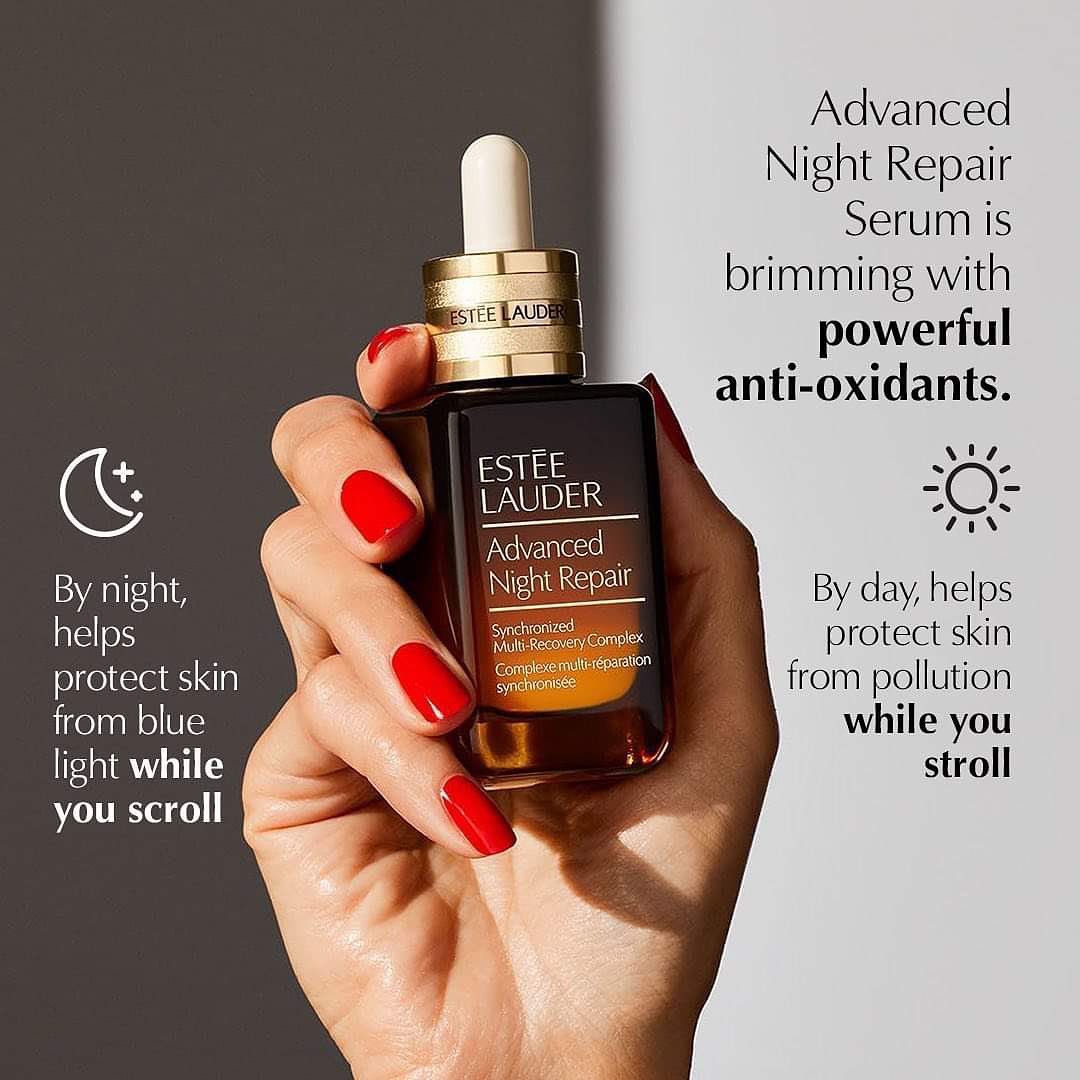 Advanced
Night Repair
Serum is
brimming with
powerful
anti-oxidants.
ESTÉE LAUDER
ESTÉE
LAUDER
Advanced
Night Repair
Synchronized
Multi-Recovery Complex
Complexe multi-réparation
synchronisée
By night,
helps
protect skin
from blue
light while
you scroll
By day, helps
protect skin
from pollution
while you
stroll